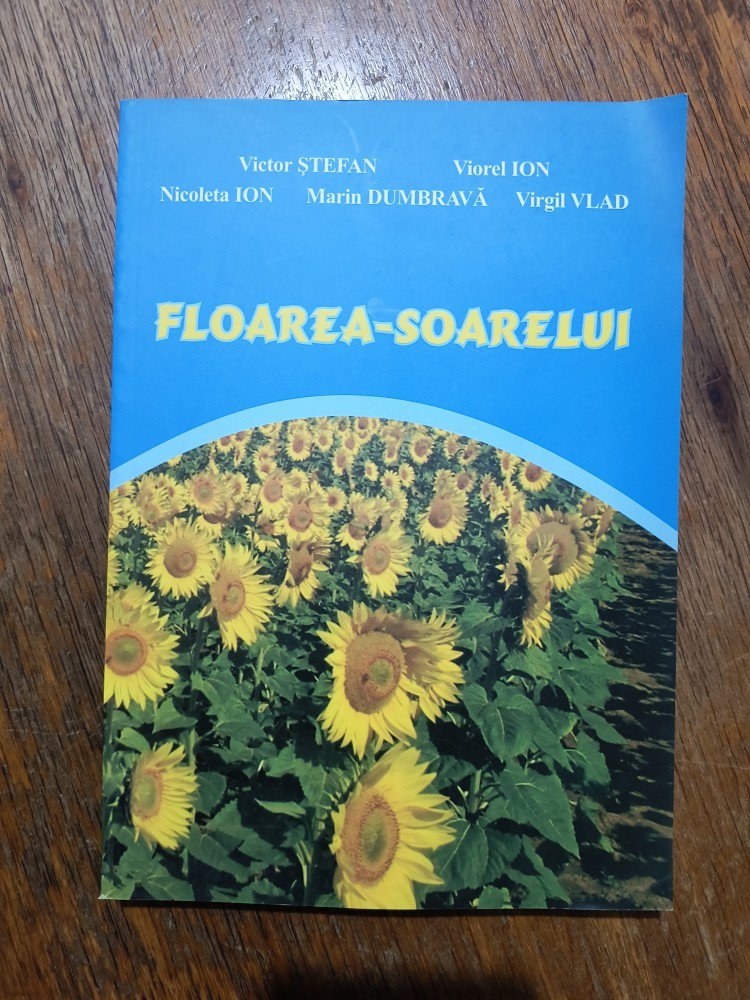 Victor ŞTEFAN Viorel ION
Nicoleta ION Marin DUMBRAVĂ Virgil VLAD
FLOAREA-SOARELUI